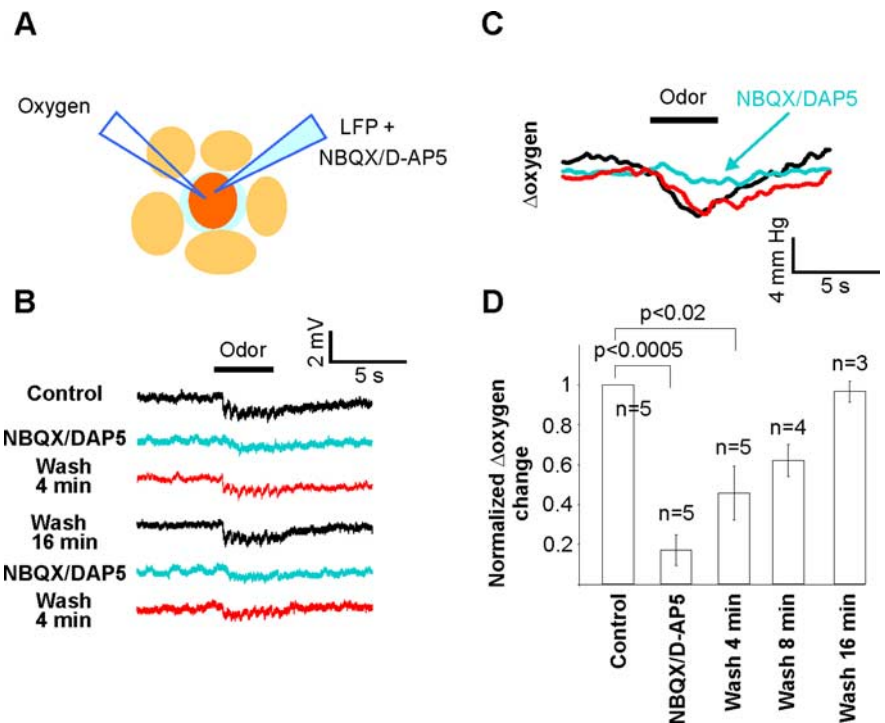 A
Oxygen
LFP +
NBQX/D-AP5
B
Odor
2 mV
5 s
Control
NBQX/DAP5
Wash
4 min
Wash
16 min
NBQX/DAP5
Wash
4 min
C
Odor
NBQX/DAP5
Δoxygen
4 mm Hg
5 s
D
p<0.02
p<0.0005
n=3
n=5
n=4
n=5
n=5
1
0.8
0.6
0.4
0.2
Normalized Δoxygen
change
Control
NBQX/D-AP5
Wash 4 min
Wash 8 min
Wash 16 min